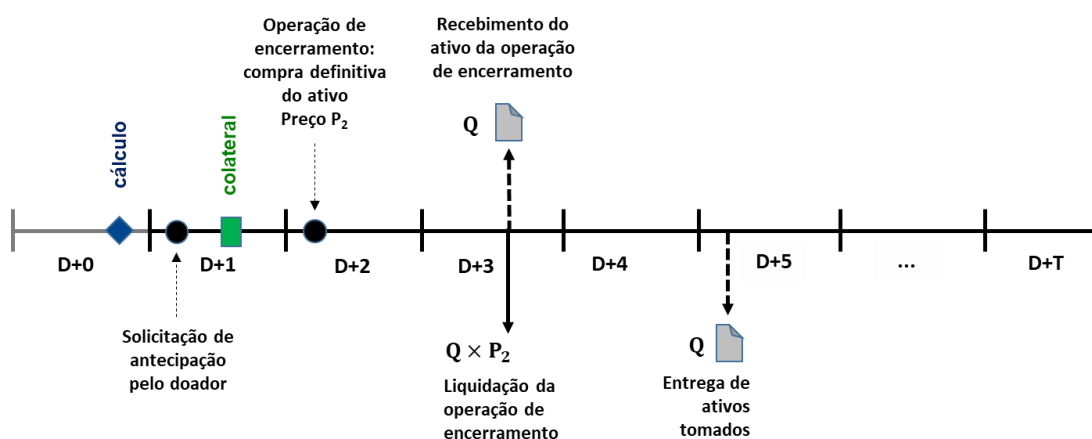 Operação de
encerramento:
compra definitiva
do ativo
Preço P₂
Recebimento do
ativo da operação
de encerramento
Q
cálculo
colateral
D+0
D+1
D+2
D+3
D+4
D+5
...
D+T
Solicitação de
antecipação
pelo doador
Q × P₂
Liquidação da
operação de
encerramento
Q
Entrega de
ativos
tomados